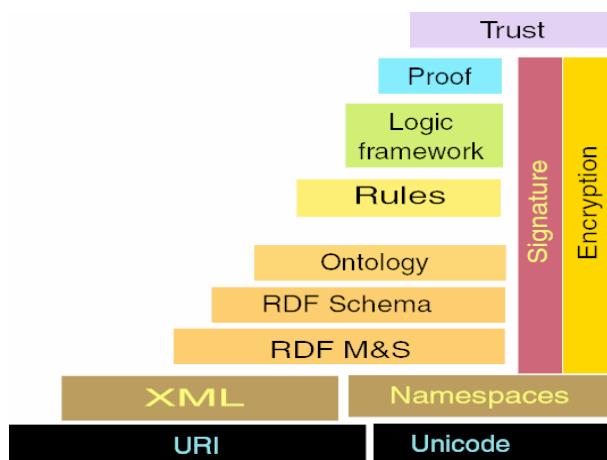 Trust
Proof
Logic
framework
Rules
Ontology
RDF Schema
RDF M&S
Signature
Encryption
XML
Namespaces
URI
Unicode